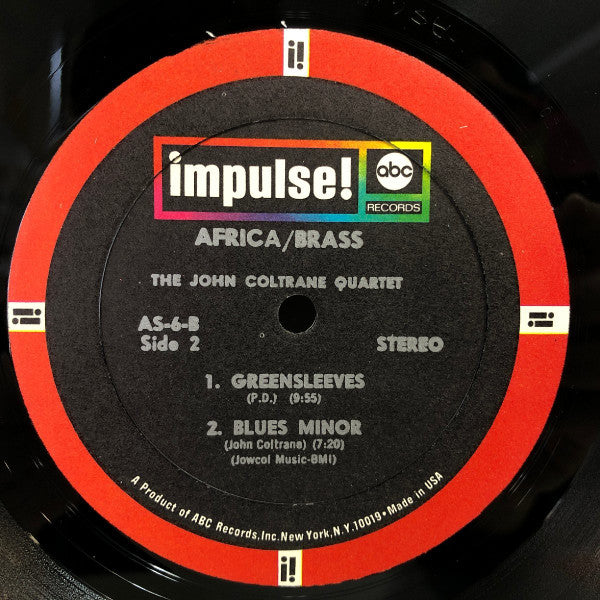 i!
impulse!
abc
RECORDS
AFRICA/BRASS
THE JOHN COLTRANE QUARTET
AS-6-B
Side 2
STEREO
1. GREENSLEEVES
(P.D.) (9:55)
2. BLUES MINOR
(John Coltrane) (7:20)
(Jowcol Music-BMI)
i!
i!
A Product of ABC Records, Inc. New York, N.Y. 10019 • Made in USA
i!